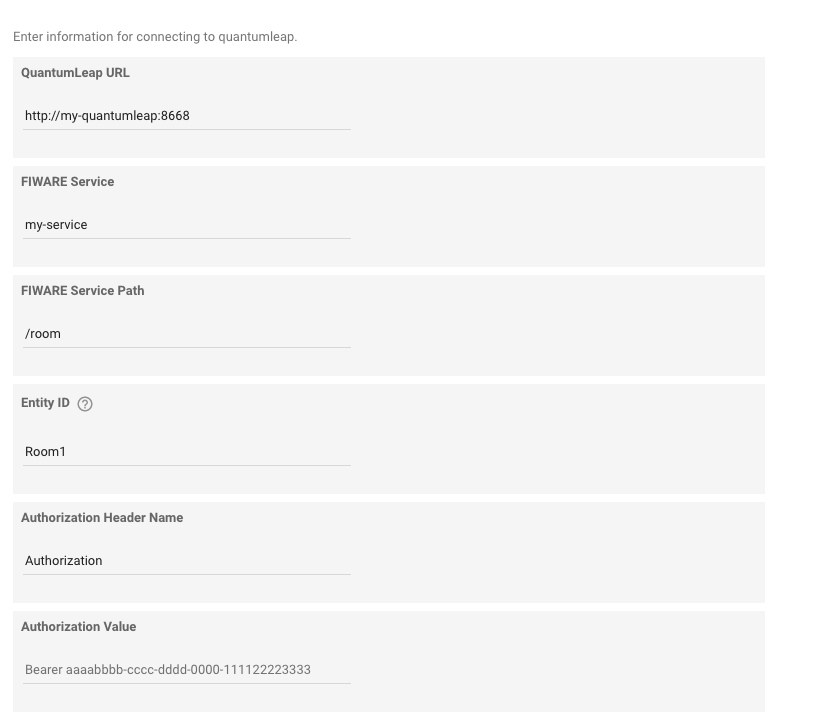 Enter information for connecting to quantumleap.
QuantumLeap URL
http://my-quantumleap:8668
FIWARE Service
my-service
FIWARE Service Path
/room
Entity ID ?
Room1
Authorization Header Name
Authorization
Authorization Value
Bearer aaaabbbb-cccc-dddd-0000-111122223333